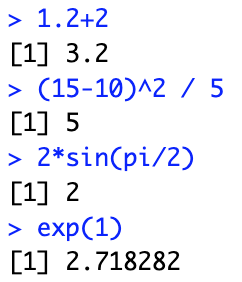 > 1.2+2
[1] 3.2
> (15-10)^2 / 5
[1] 5
> 2*sin(pi/2)
[1] 2
> exp(1)
[1] 2.718282